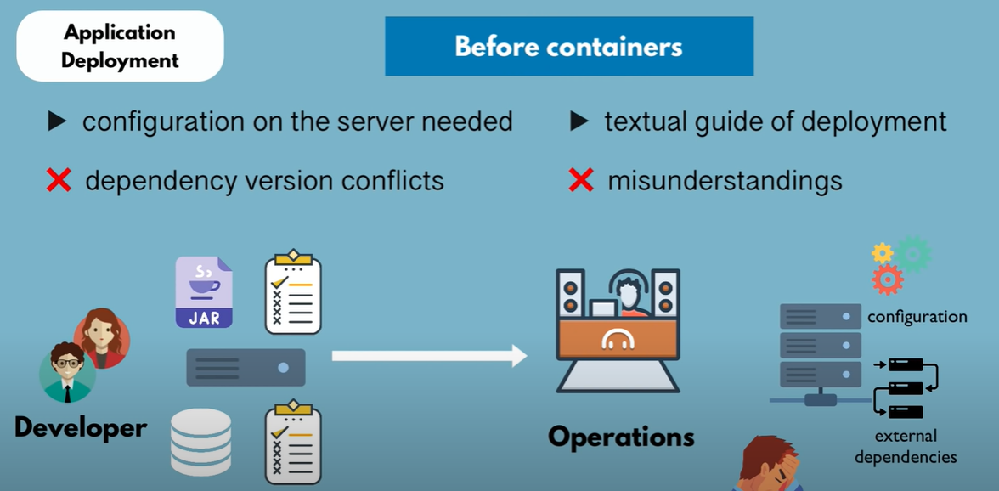 Application
Deployment
Before containers
configuration on the server needed
textual guide of deployment
dependency version conflicts
misunderstandings
JAR
Developer
Operations
configuration
external
dependencies